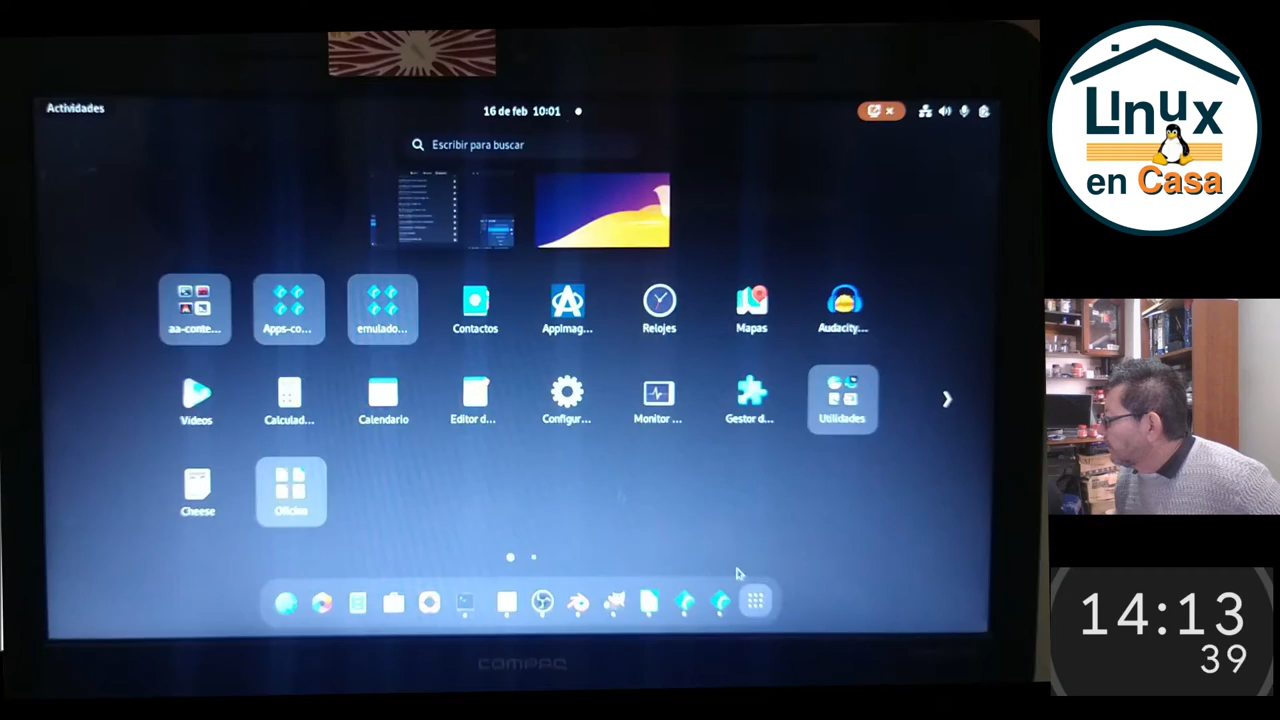 Actividades
16 de feb 10:01
Escribir para buscar
aa-conte...
Apps-co...
emulado...
Contactos
AppImag...
Relojes
Mapas
Audacity...
Videos
Calculad...
Calendario
Editor d...
Configur...
Monitor ...
Gestor d...
Utilidades
Cheese
Oficina
COMPAQ
Linux
en Casa
14:13
39